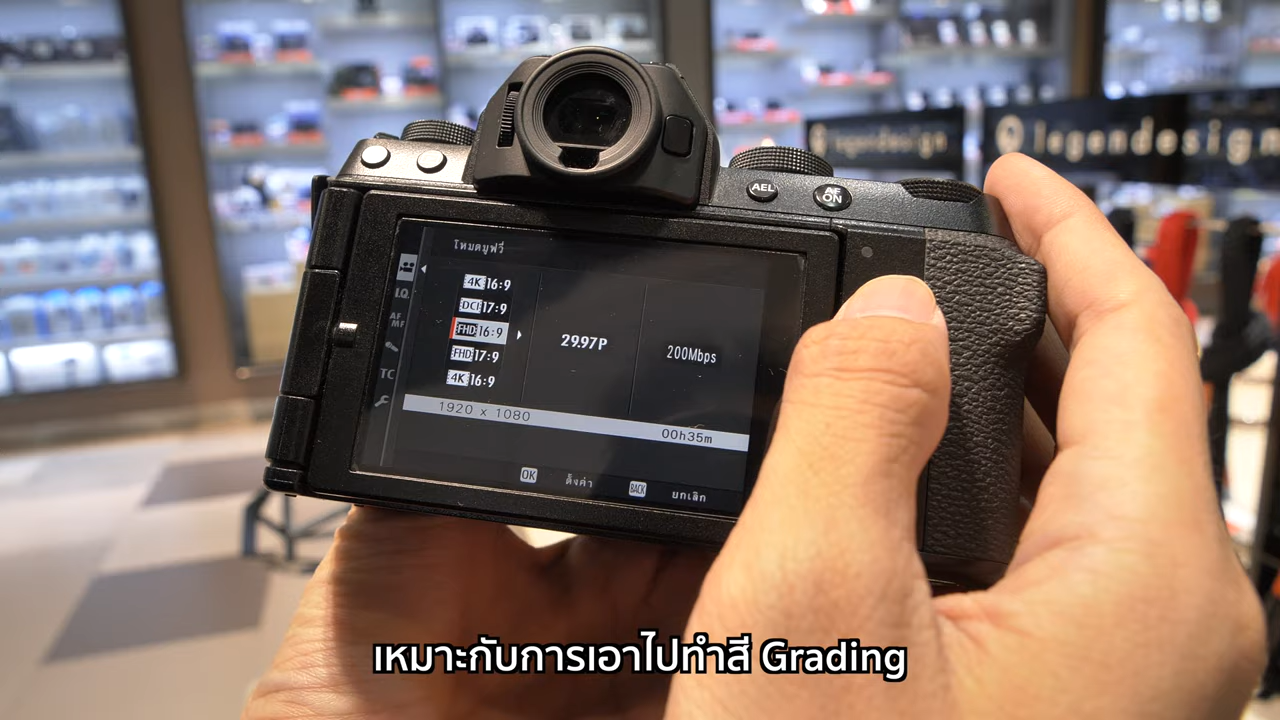 legendesign
legendesign
AEL
AF
ON
โหมดมูฟวี่
4K 16:9
DCI 17:9
FHD 16:9
FHD 17:9
4K 16:9
29.97P
200Mbps
I.Q.
AF
MF
TC
1920 x 1080
00h35m
OK ตั้งค่า
BACK ยกเลิก
เหมาะกับการเอาไปทำสี Grading